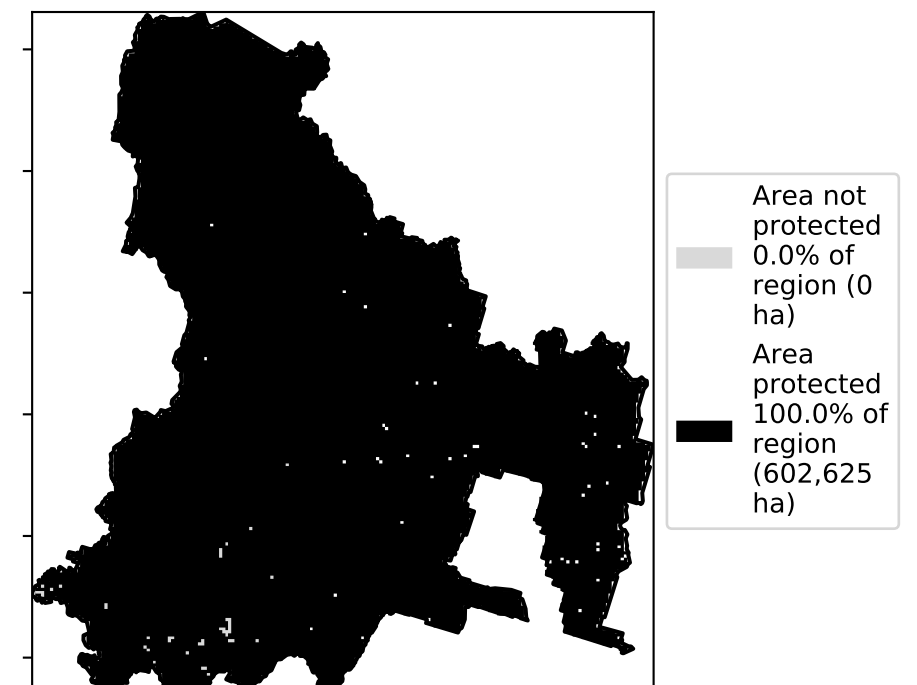 Area not
protected
0.0% of
region (0
ha)
Area
protected
100.0% of
region
(602,625
ha)